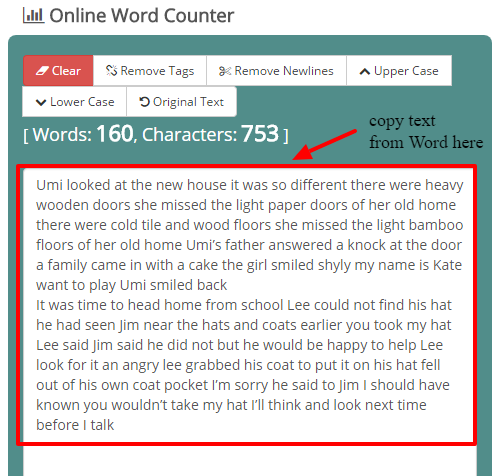 Online Word Counter
Clear
Remove Tags
Remove Newlines
Upper Case
Lower Case
Original Text
[ Words: 160, Characters: 753 ]
copy text
from Word here
Umi looked at the new house it was so different there were heavy
wooden doors she missed the light paper doors of her old home
there were cold tile and wood floors she missed the light bamboo
floors of her old home Umi’s father answered a knock at the door
a family came in with a cake the girl smiled shyly my name is Kate
want to play Umi smiled back
It was time to head home from school Lee could not find his hat
he had seen Jim near the hats and coats earlier you took my hat
Lee said Jim said he did not but he would be happy to help Lee
look for it an angry lee grabbed his coat to put it on his hat fell
out of his own coat pocket I’m sorry he said to Jim I should have
known you wouldn’t take my hat I’ll think and look next time
before I talk